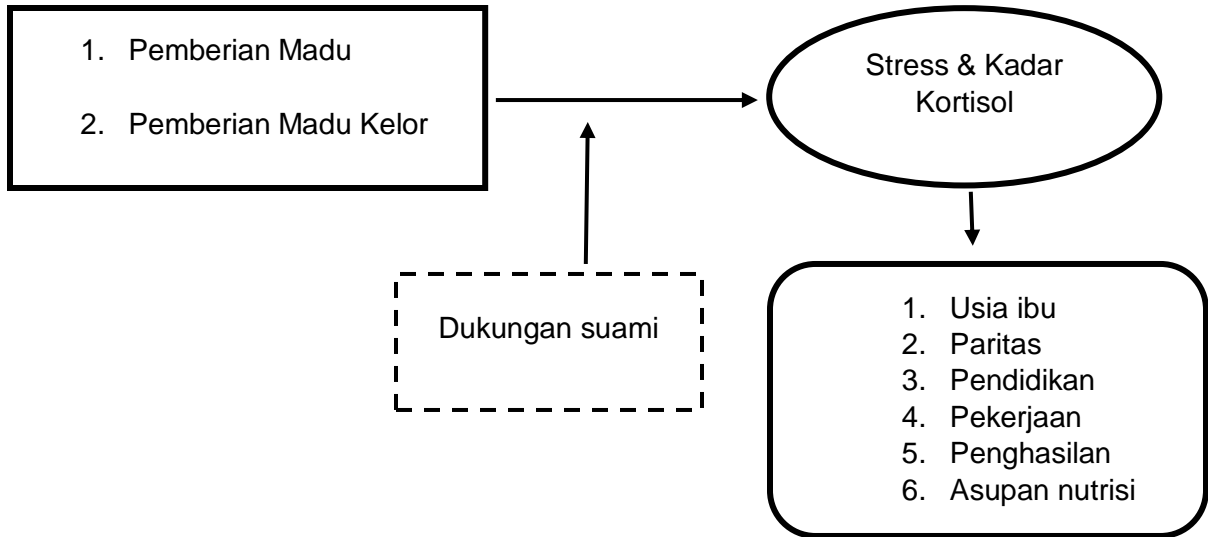 1. Pemberian Madu
2. Pemberian Madu Kelor
Stress & Kadar
Kortisol
Dukungan suami
1. Usia ibu
2. Paritas
3. Pendidikan
4. Pekerjaan
5. Penghasilan
6. Asupan nutrisi